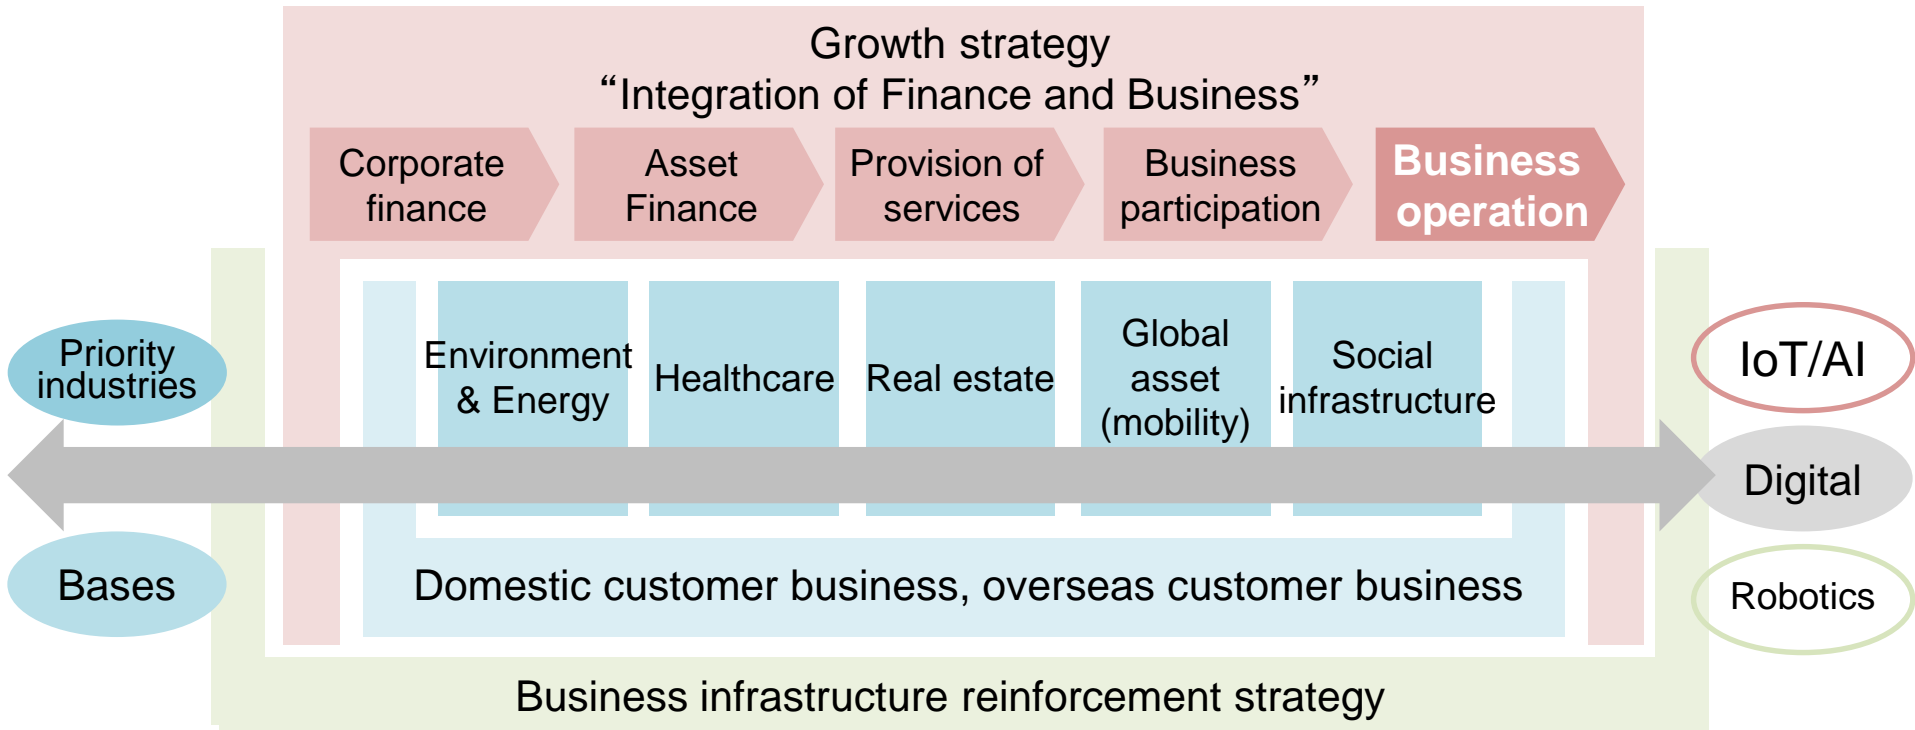 Growth strategy
“Integration of Finance and Business”
Corporate
finance
Asset
Finance
Provision of
services
Business
participation
Business
operation
Priority
industries
Environment
& Energy
Healthcare
Real estate
Global
asset
(mobility)
Social
infrastructure
IoT/AI
Digital
Bases
Domestic customer business, overseas customer business
Robotics
Business infrastructure reinforcement strategy